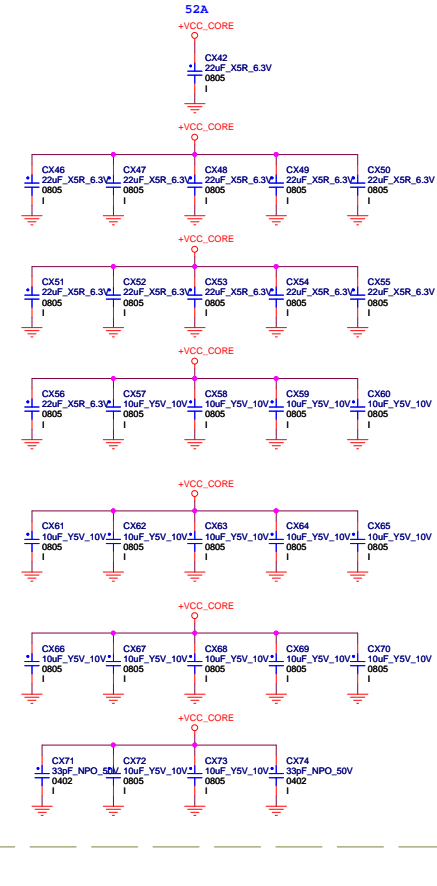 52A
+VCC_CORE
CX42
22uF_X5R_6.3V
0805
I
+VCC_CORE
CX46 CX47 CX48 CX49 CX50
22uF_X5R_6.3V 22uF_X5R_6.3V 22uF_X5R_6.3V 22uF_X5R_6.3V 22uF_X5R_6.3V
0805 0805 0805 0805 0805
I I I I I
+VCC_CORE
CX51 CX52 CX53 CX54 CX55
22uF_X5R_6.3V 22uF_X5R_6.3V 22uF_X5R_6.3V 22uF_X5R_6.3V 22uF_X5R_6.3V
0805 0805 0805 0805 0805
I I I I I
+VCC_CORE
CX56 CX57 CX58 CX59 CX60
22uF_X5R_6.3V 10uF_Y5V_10V 10uF_Y5V_10V 10uF_Y5V_10V 10uF_Y5V_10V
0805 0805 0805 0805 0805
I I I I I
+VCC_CORE
CX61 CX62 CX63 CX64 CX65
10uF_Y5V_10V 10uF_Y5V_10V 10uF_Y5V_10V 10uF_Y5V_10V 10uF_Y5V_10V
0805 0805 0805 0805 0805
I I I I I
+VCC_CORE
CX66 CX67 CX68 CX69 CX70
10uF_Y5V_10V 10uF_Y5V_10V 10uF_Y5V_10V 10uF_Y5V_10V 10uF_Y5V_10V
0805 0805 0805 0805 0805
I I I I I
+VCC_CORE
CX71 CX72 CX73 CX74
33pF_NPO_50V 10uF_Y5V_10V 10uF_Y5V_10V 33pF_NPO_50V
0402 0805 0805 0402
I I I I